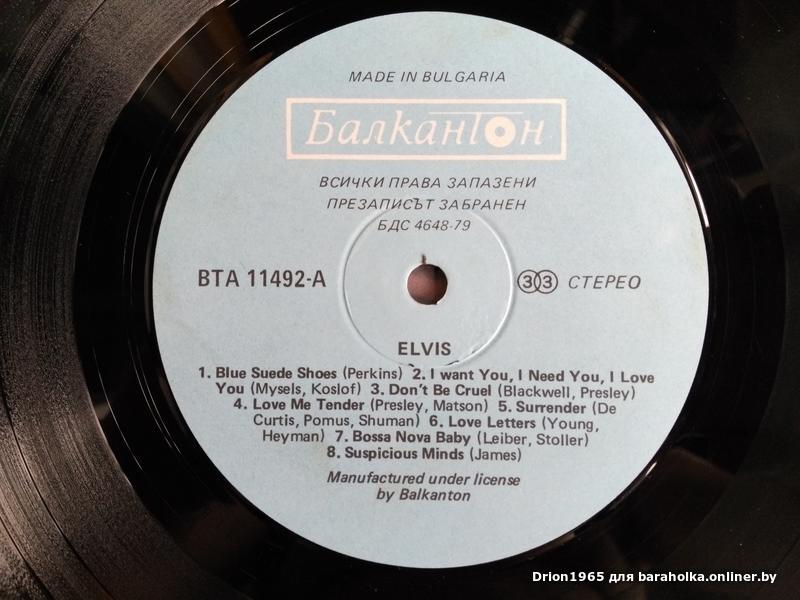 MADE IN BULGARIA
Балкантон
ВСИЧКИ ПРАВА ЗАПАЗЕНИ
ПРЕЗАПИСЪТ ЗАБРАНЕН
БДС 4648-79
ВТА 11492-А
33 СТЕРЕО
ELVIS
1. Blue Suede Shoes (Perkins) 2. I want You, I Need You, I Love
You (Mysels, Koslof) 3. Don't Be Cruel (Blackwell, Presley)
4. Love Me Tender (Presley, Matson) 5. Surrender (De
Curtis, Pomus, Shuman) 6. Love Letters (Young,
Heyman) 7. Bossa Nova Baby (Leiber, Stoller)
8. Suspicious Minds (James)
Manufactured under license
by Balkanton
Drion1965 для baraholka.onliner.by